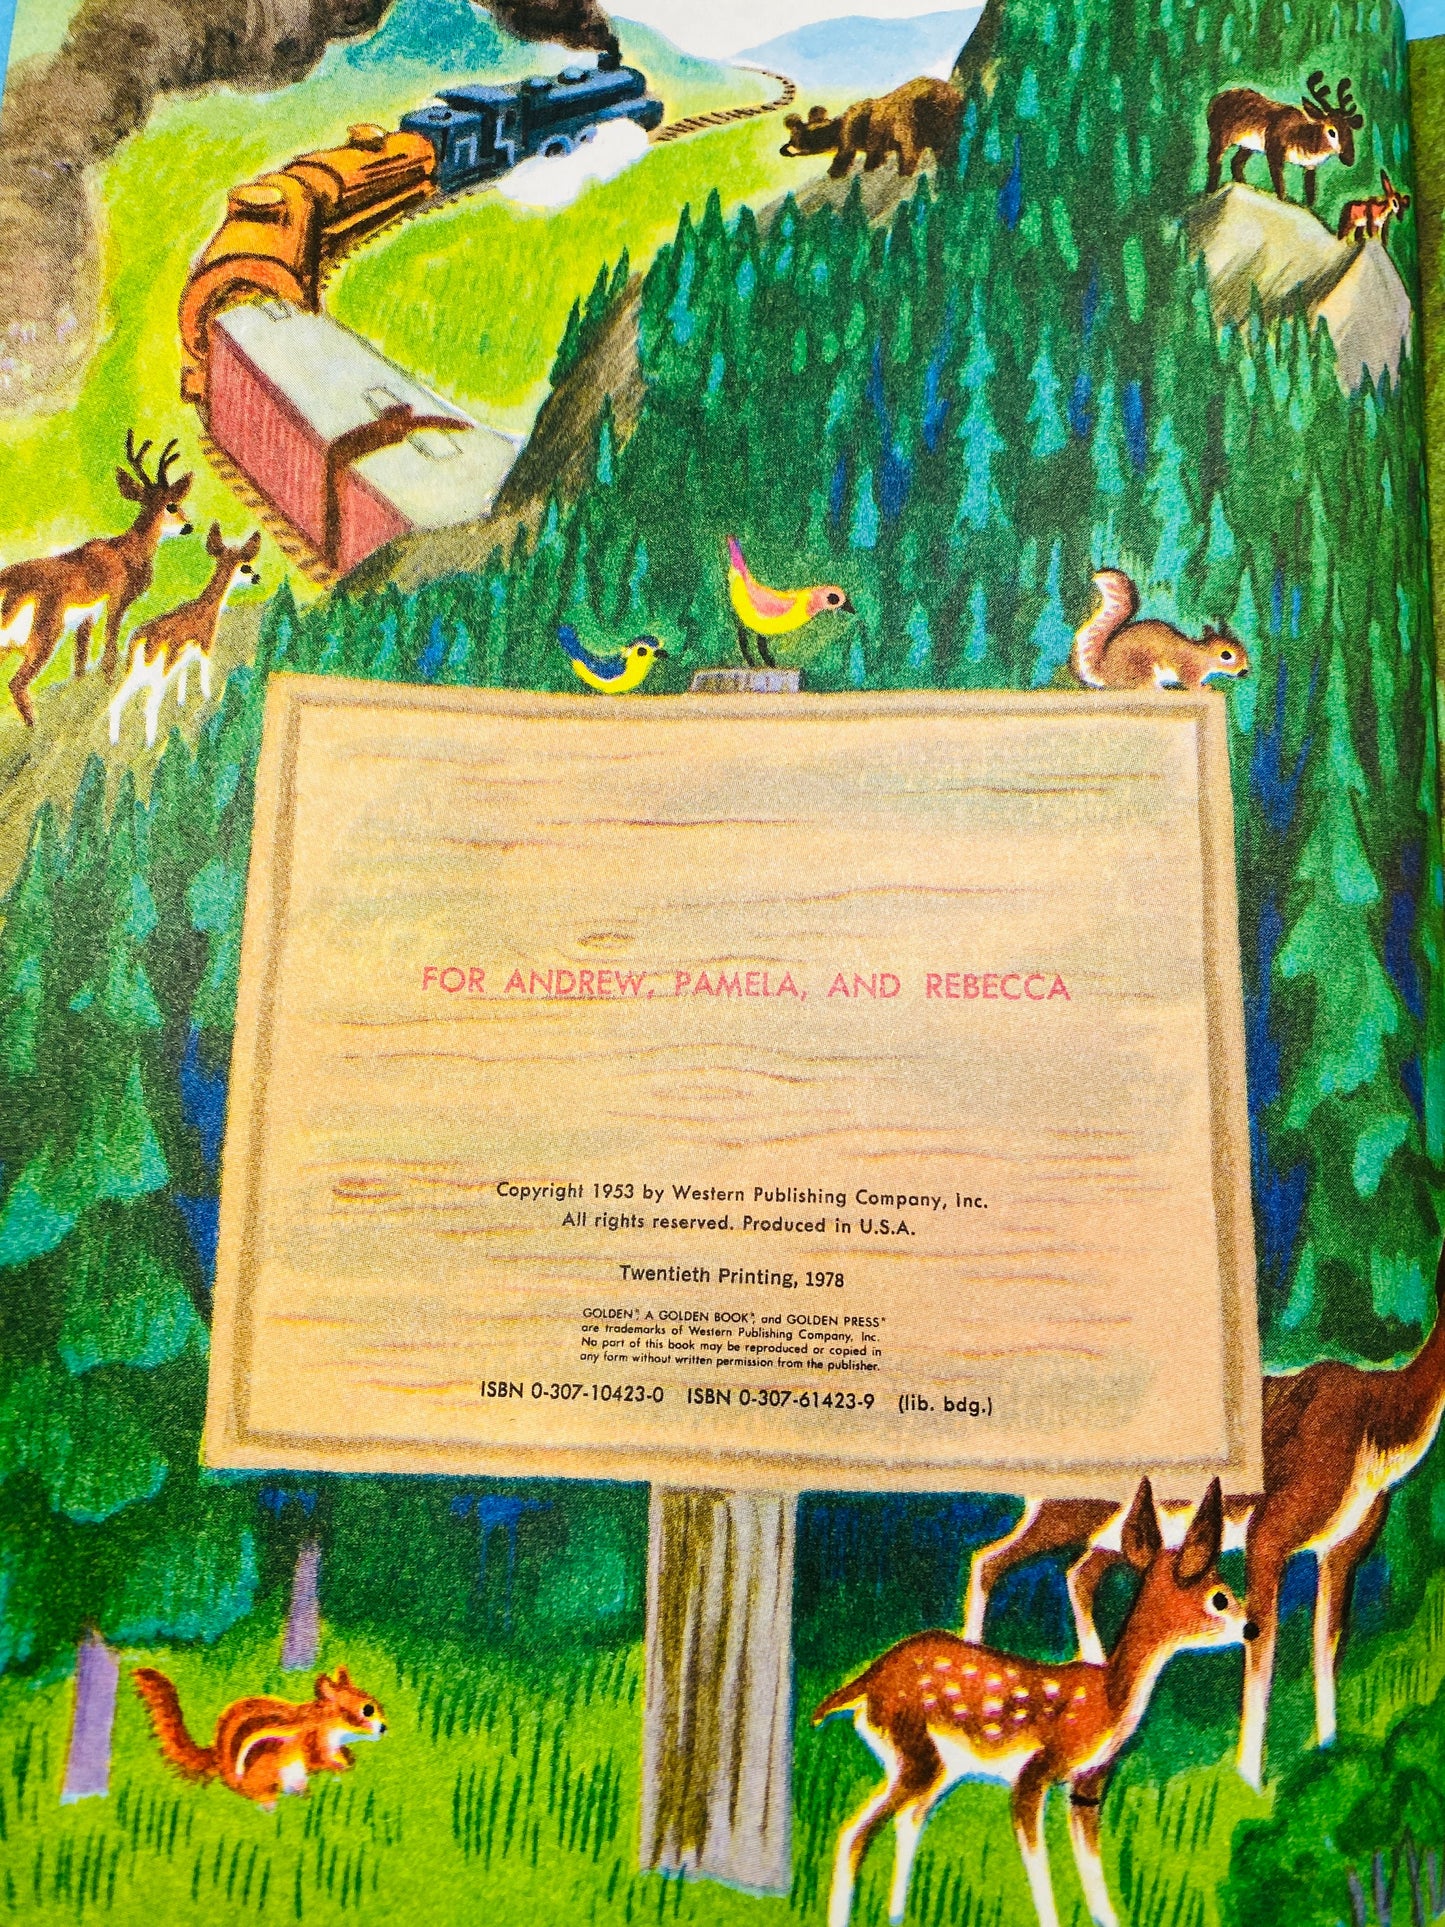 FOR ANDREW, PAMELA, AND REBECCA
Copyright 1953 by Western Publishing Company, Inc.
All rights reserved. Produced in U.S.A.
Twentieth Printing, 1978
GOLDEN®, A GOLDEN BOOK®, and GOLDEN PRESS®
are trademarks of Western Publishing Company, Inc.
No part of this book may be reproduced or copied in
any form without written permission from the publisher.
ISBN 0-307-10423-0 ISBN 0-307-61423-9 (lib. bdg.)